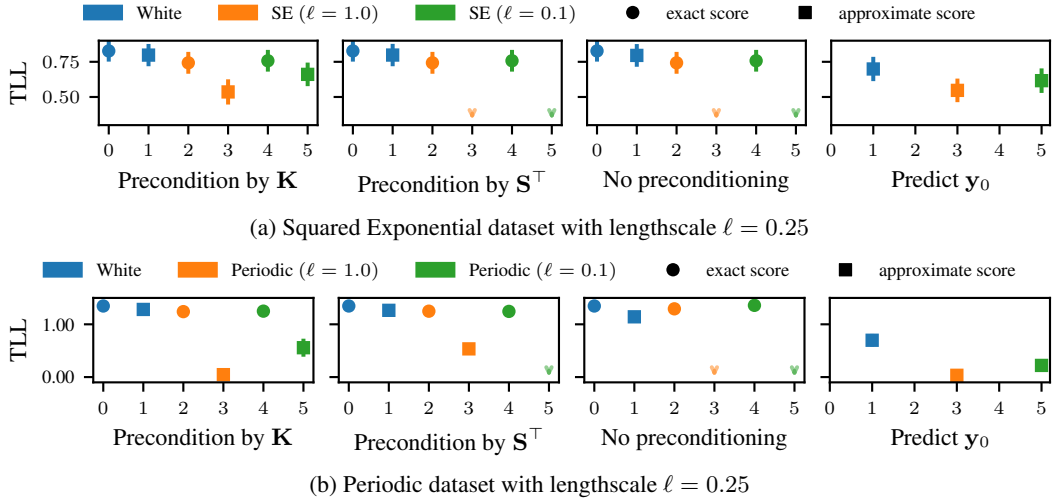 White SE (ℓ = 1.0) SE (ℓ = 0.1) exact score approximate score
TLL
0.75
0.50
0 1 2 3 4 5 0 1 2 3 4 5 0 1 2 3 4 5 0 1 2 3 4 5
Precondition by K Precondition by S⊤ No preconditioning Predict y₀
(a) Squared Exponential dataset with lengthscale ℓ = 0.25
White Periodic (ℓ = 1.0) Periodic (ℓ = 0.1) exact score approximate score
TLL
1.00
0.00
0 1 2 3 4 5 0 1 2 3 4 5 0 1 2 3 4 5 0 1 2 3 4 5
Precondition by K Precondition by S⊤ No preconditioning Predict y₀
(b) Periodic dataset with lengthscale ℓ = 0.25